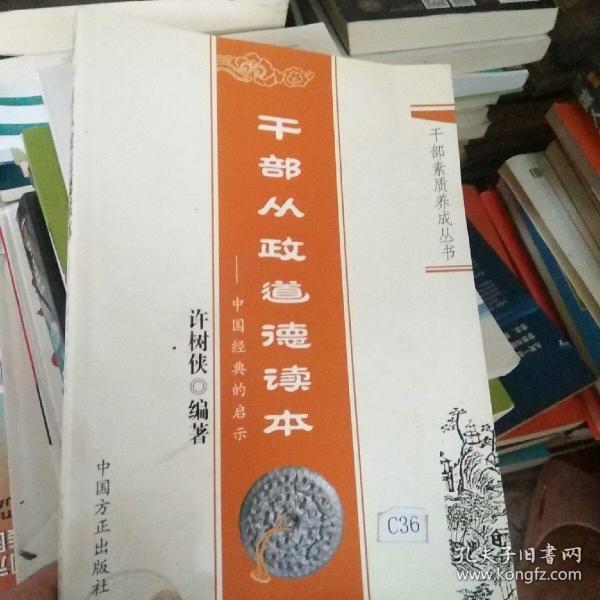 干部素质养成丛书
干部从政道德读本
——中国经典的启示
许树侠◎编著
中国方正出版社
C36
孔夫子旧书网
www.kongfz.com